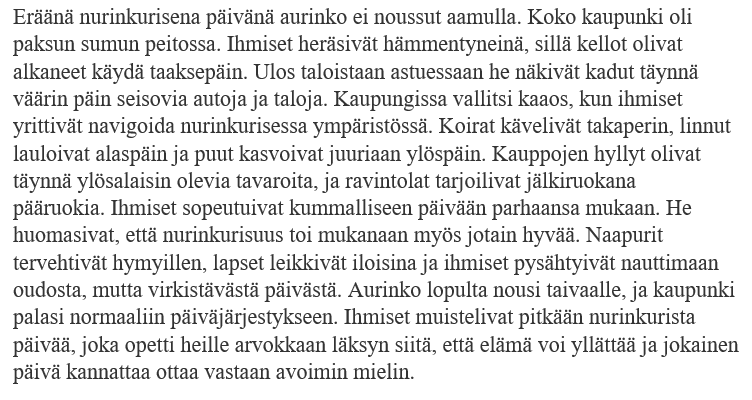 Eräänä nurinkurisena päivänä aurinko ei noussut aamulla. Koko kaupunki oli
paksun sumun peitossa. Ihmiset heräsivät hämmentyneinä, sillä kellot olivat
alkaneet käydä taaksepäin. Ulos taloistaan astuessaan he näkivät kadut täynnä
väärin päin seisovia autoja ja taloja. Kaupungissa vallitsi kaaos, kun ihmiset
yrittivät navigoida nurinkurisessa ympäristössä. Koirat kävelivät takaperin, linnut
lauloivat alaspäin ja puut kasvoivat juuriaan ylöspäin. Kauppojen hyllyt olivat
täynnä ylösalaisin olevia tavaroita, ja ravintolat tarjoilivat jälkiruokana
pääruokia. Ihmiset sopeutuivat kummalliseen päivään parhaansa mukaan. He
huomasivat, että nurinkurisuus toi mukanaan myös jotain hyvää. Naapurit
tervehtivät hymyillen, lapset leikkivät iloisina ja ihmiset pysähtyivät nauttimaan
oudosta, mutta virkistävästä päivästä. Aurinko lopulta nousi taivaalle, ja kaupunki
palasi normaaliin päiväjärjestykseen. Ihmiset muistelivat pitkään nurinkurista
päivää, joka opetti heille arvokkaan läksyn siitä, että elämä voi yllättää ja jokainen
päivä kannattaa ottaa vastaan avoimin mielin.